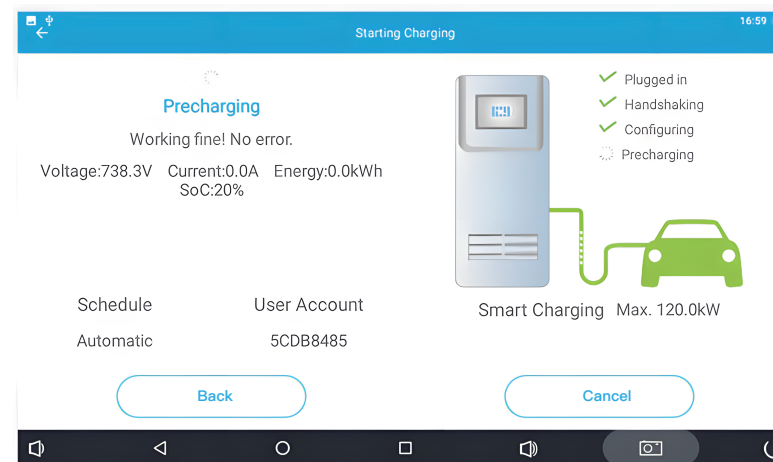 Starting Charging
16:59
Precharging
Working fine! No error.
Voltage:738.3V Current:0.0A Energy:0.0kWh
SoC:20%
Schedule
User Account
Automatic
5CDB8485
Back
Plugged in
Handshaking
Configuring
Precharging
Smart Charging Max. 120.0kW
Cancel